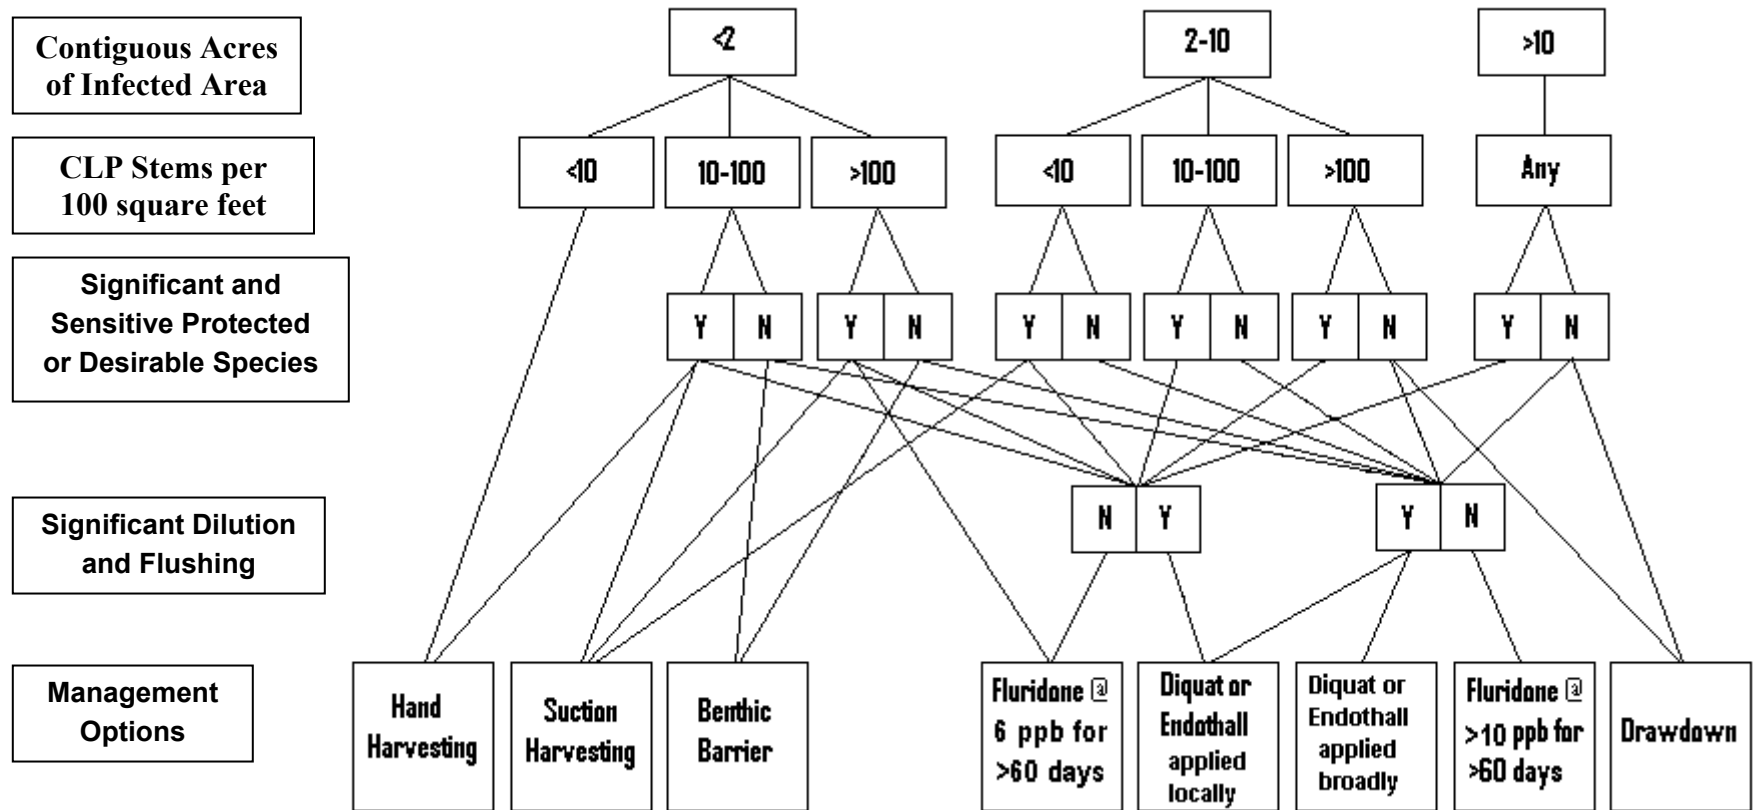 Contiguous Acres
of Infected Area
<2
2-10
>10
CLP Stems per
100 square feet
<10
10-100
>100
<10
10-100
>100
Any
Significant and
Sensitive Protected
or Desirable Species
Y N
Y N
Y N
Y N
Y N
Y N
Significant Dilution
and Flushing
N Y
Y N
Management
Options
Hand
Harvesting
Suction
Harvesting
Benthic
Barrier
Fluridone @
6 ppb for
>60 days
Diquat or
Endothall
applied
locally
Diquat or
Endothall
applied
broadly
Fluridone @
>10 ppb for
>60 days
Drawdown